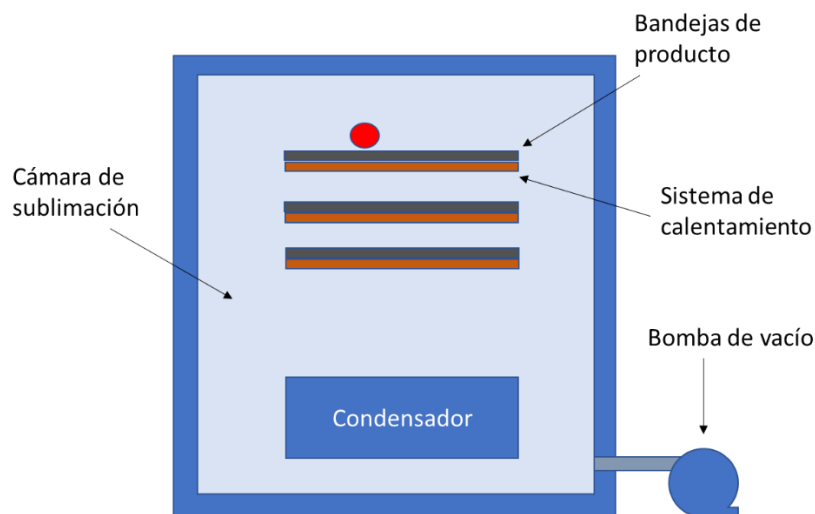 Bandejas de
producto
Cámara de
sublimación
Sistema de
calentamiento
Bomba de vacío
Condensador